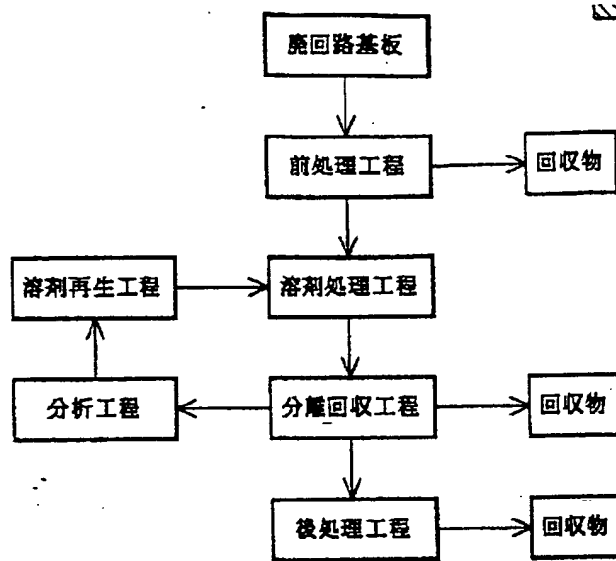 廃回路基板
前処理工程
回収物
溶剤再生工程
溶剤処理工程
分析工程
分離回収工程
回収物
後処理工程
回収物